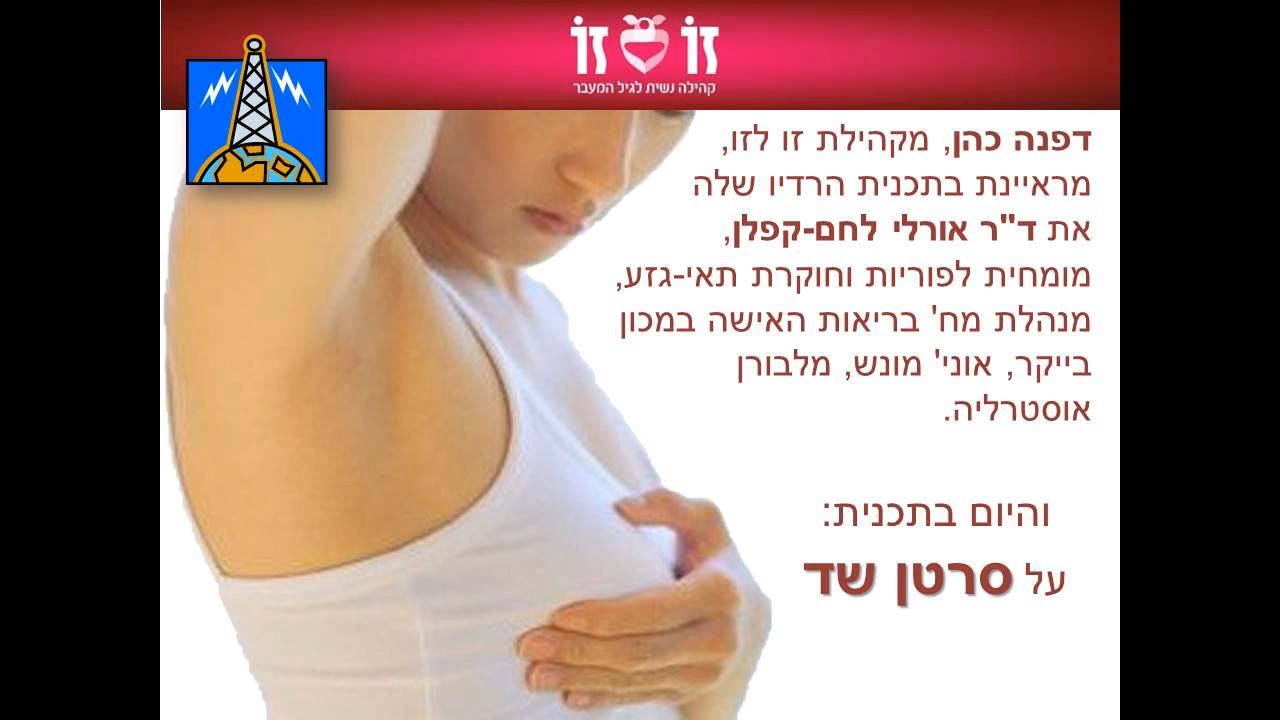 זו לזו
קהילה נשית לגיל המעבר
דפנה כהן, מקהילת זו לזו,
מראיינת בתכנית הרדיו שלה
את ד"ר אורלי לחם-קפלן,
מומחית לפוריות וחוקרת תאי-גזע,
מנהלת מח' בריאות האישה במכון
בייקר, אוני' מונש, מלבורן
אוסטרליה.
והיום בתכנית:
על סרטן שד